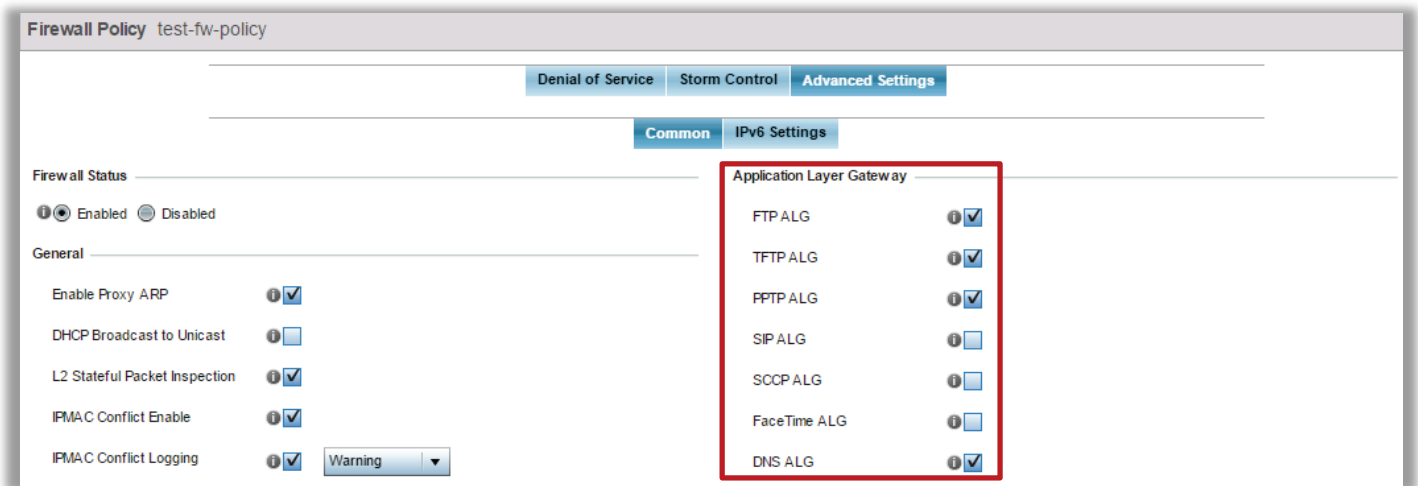 Firewall Policy test-fw-policy
Denial of Service Storm Control Advanced Settings
Common IPv6 Settings
Firewall Status
Enabled Disabled
General
Enable Proxy ARP
DHCP Broadcast to Unicast
L2 Stateful Packet Inspection
IPMAC Conflict Enable
IPMAC Conflict Logging Warning
Application Layer Gateway
FTP ALG
TFTP ALG
PPTP ALG
SIP ALG
SCCP ALG
FaceTime ALG
DNS ALG